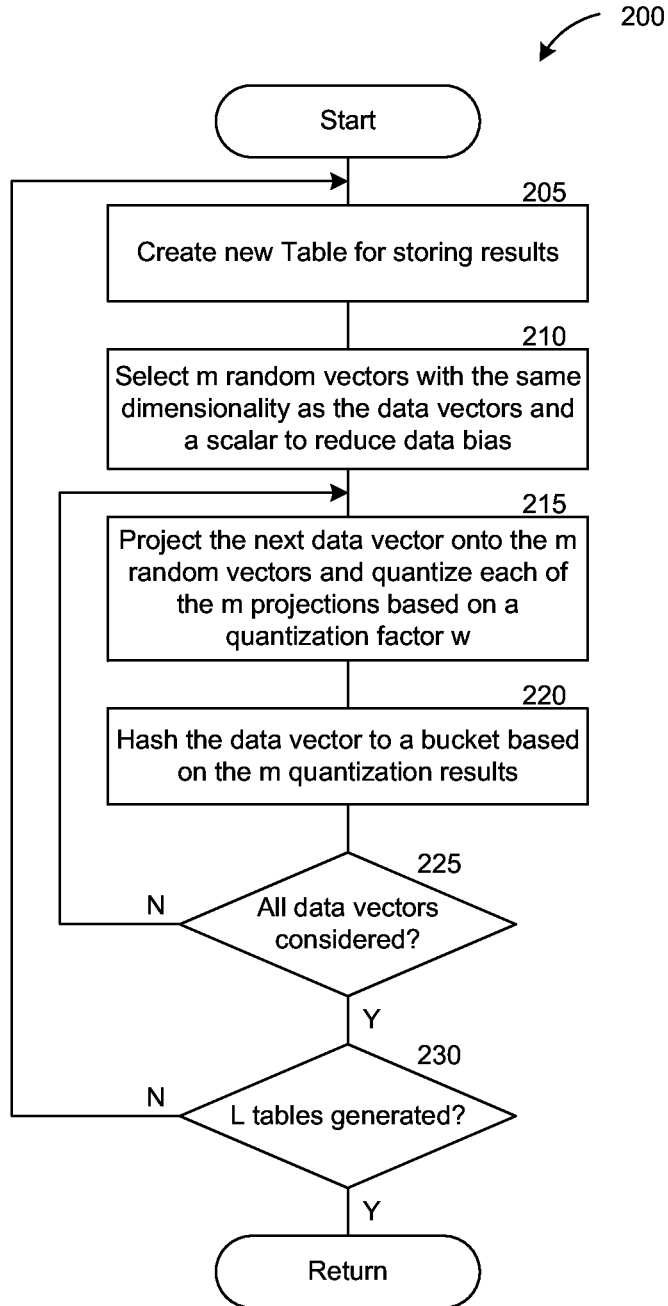 200
Start
205
Create new Table for storing results
210
Select m random vectors with the same
dimensionality as the data vectors and
a scalar to reduce data bias
215
Project the next data vector onto the m
random vectors and quantize each of
the m projections based on a
quantization factor w
220
Hash the data vector to a bucket based
on the m quantization results
225
N
All data vectors
considered?
Y
230
N
L tables generated?
Y
Return